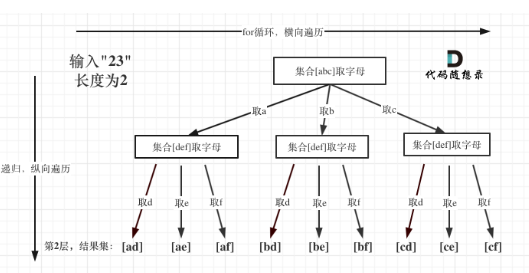 for循环，横向遍历
输入"23"
长度为2
集合[abc]取字母
代码随想录
取a
取b
取c
集合[def]取字母
集合[def]取字母
集合[def]取字母
递归，纵向遍历
取d
取e
取f
取d
取e
取f
取d
取e
取f
第2层，结果集： [ad] [ae] [af] [bd] [be] [bf] [cd] [ce] [cf]